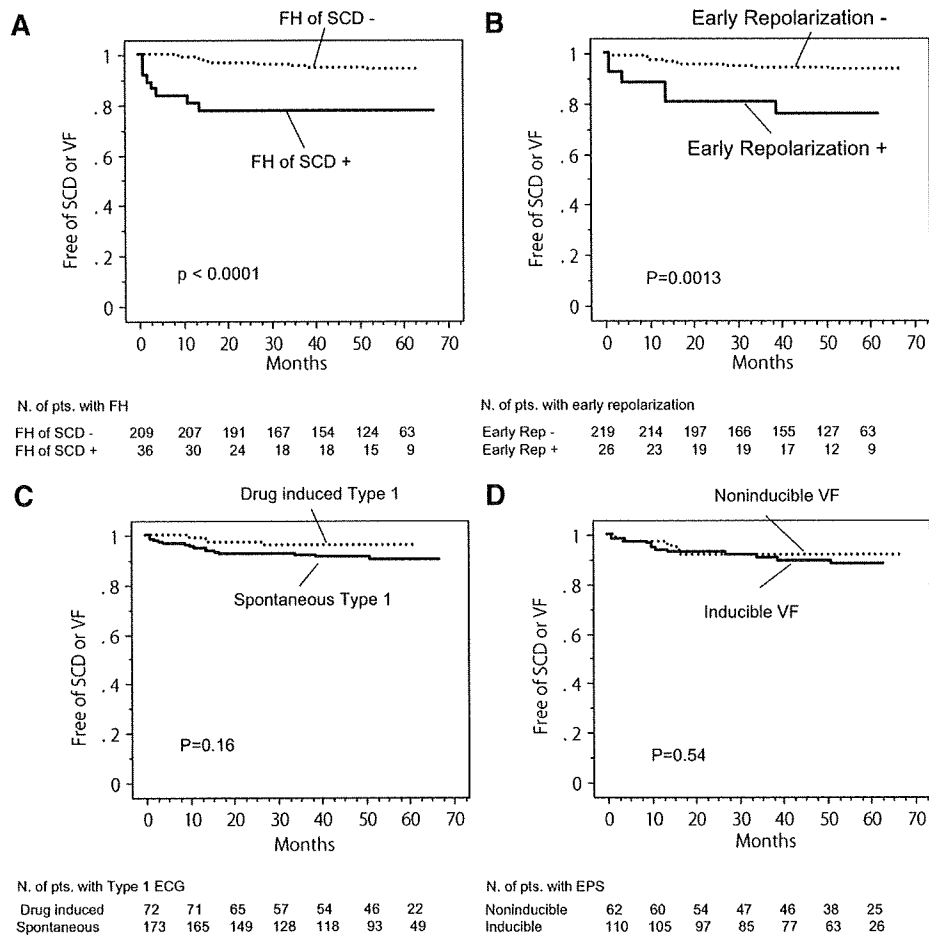 A
FH of SCD -
FH of SCD +
p < 0.0001
Free of SCD or VF
1
.8
.6
.4
.2
0
0 10 20 30 40 50 60 70
Months
N. of pts. with FH
FH of SCD - 209 207 191 167 154 124 63
FH of SCD + 36 30 24 18 18 15 9
B
Early Repolarization -
Early Repolarization +
P=0.0013
Free of SCD or VF
1
.8
.6
.4
.2
0
0 10 20 30 40 50 60 70
Months
N. of pts. with early repolarization
Early Rep - 219 214 197 166 155 127 63
Early Rep + 26 23 19 19 17 12 9
C
Drug induced Type 1
Spontaneous Type 1
P=0.16
Free of SCD or VF
1
.8
.6
.4
.2
0
0 10 20 30 40 50 60 70
Months
N. of pts. with Type 1 ECG
Drug induced 72 71 65 57 54 46 22
Spontaneous 173 165 149 128 118 93 49
D
Noninducible VF
Inducible VF
P=0.54
Free of SCD or VF
1
.8
.6
.4
.2
0
0 10 20 30 40 50 60 70
Months
N. of pts. with EPS
Noninducible 62 60 54 47 46 38 25
Inducible 110 105 97 85 77 63 26